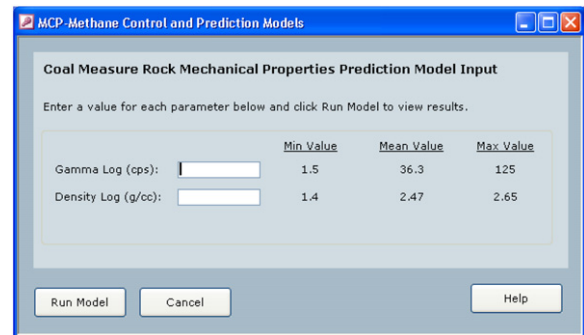 MCP-Methane Control and Prediction Models
Coal Measure Rock Mechanical Properties Prediction Model Input
Enter a value for each parameter below and click Run Model to view results.
Min Value Mean Value Max Value
Gamma Log (cps): 1.5 36.3 125
Density Log (g/cc): 1.4 2.47 2.65
Run Model Cancel Help